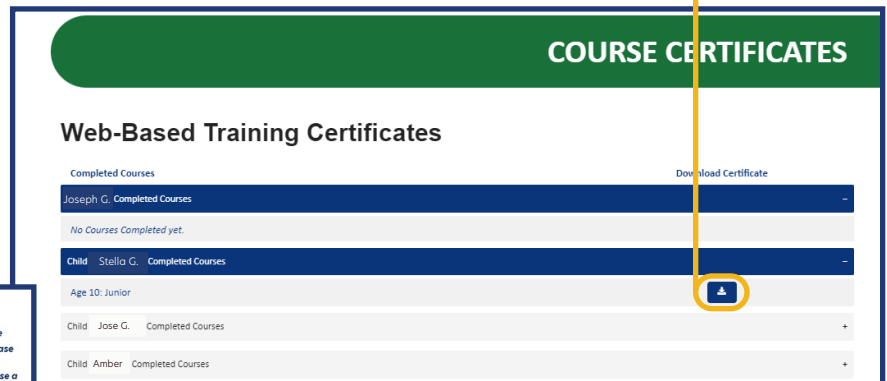 COURSE CERTIFICATES
Web-Based Training Certificates
Completed Courses Download Certificate
Joseph G. Completed Courses −
No Courses Completed yet.
Child Stella G. Completed Courses −
Age 10: Junior
Child Jose G. Completed Courses +
Child Amber Completed Courses +
se a